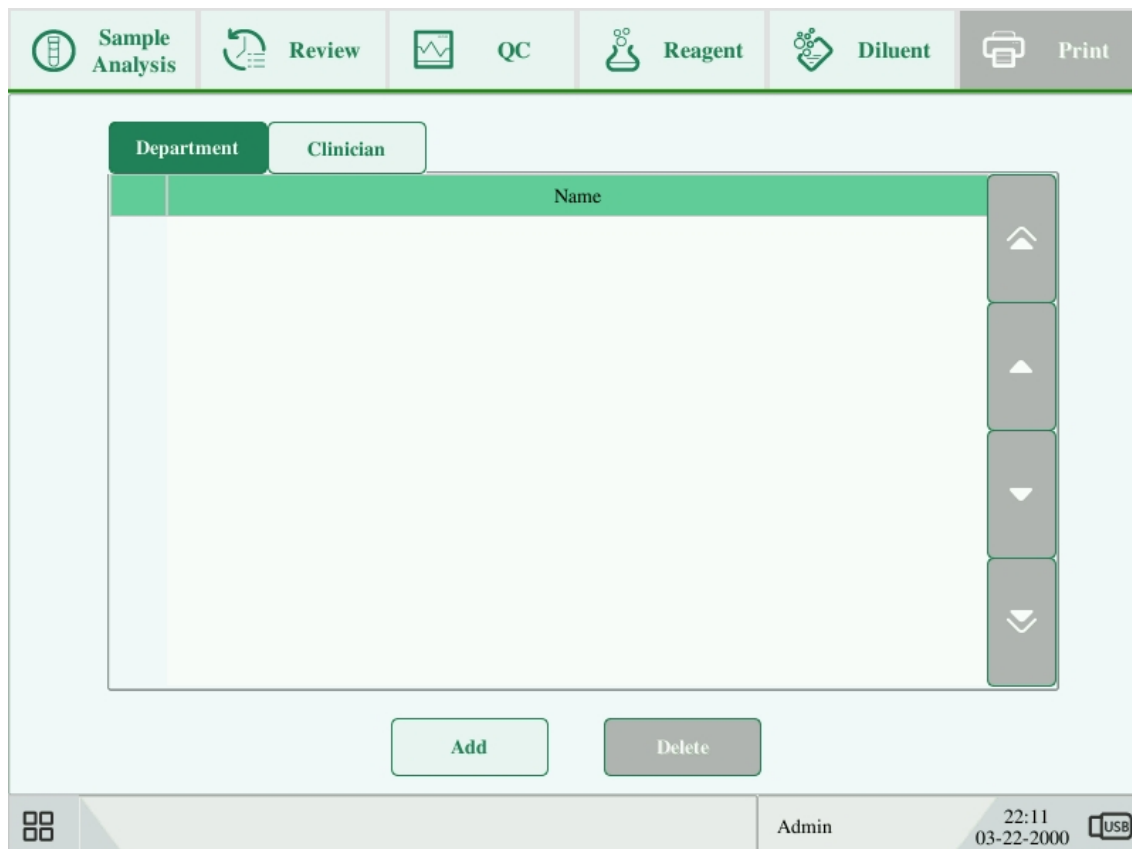 Sample
Analysis
Review
QC
Reagent
Diluent
Print
Department
Clinician
Name
Add
Delete
Admin
22:11
03-22-2000
USB